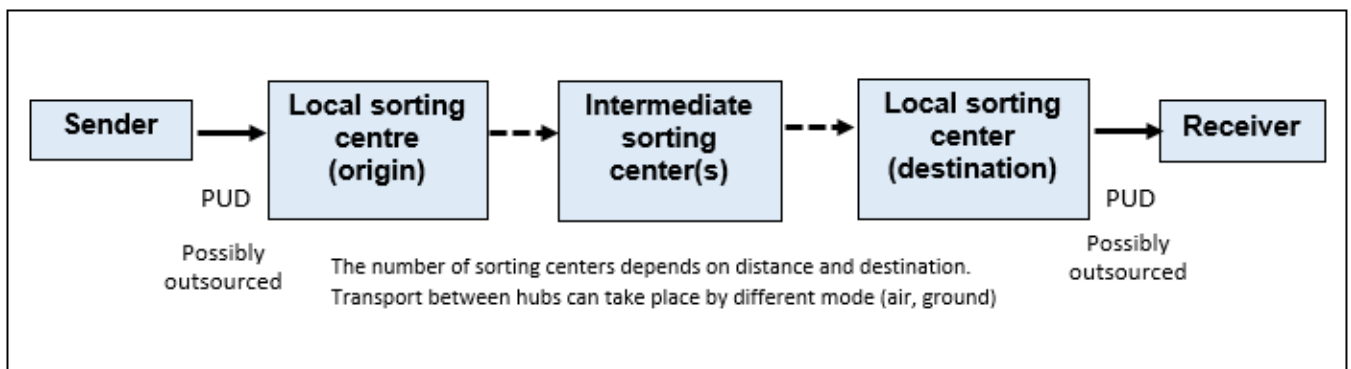 Sender
Local sorting
centre
(origin)
Intermediate
sorting
center(s)
Local sorting
center
(destination)
Receiver
PUD
Possibly
outsourced
The number of sorting centers depends on distance and destination.
Transport between hubs can take place by different mode (air, ground)
PUD
Possibly
outsourced